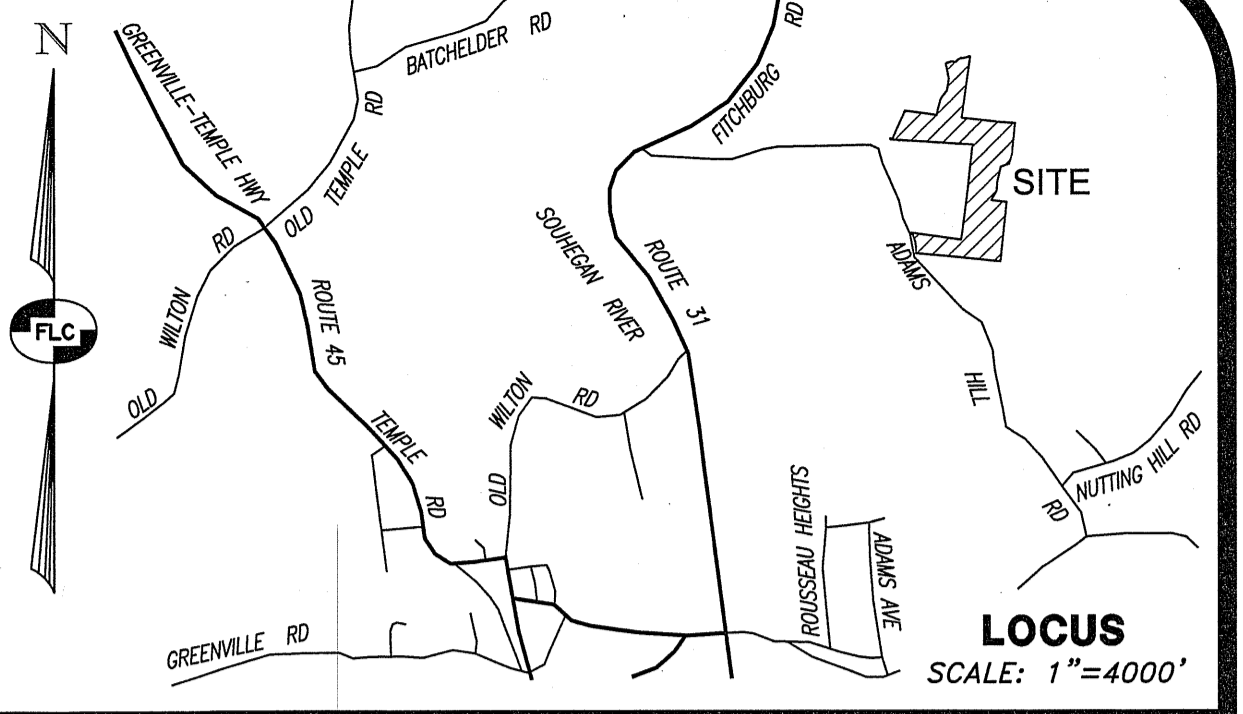 N
GREENVILLE-TEMPLE HWY
BATCHELDER RD
RD
FITCHBURG
OLD TEMPLE RD
SITE
OLD WILTON RD
ROUTE 45
SOUHEGAN RIVER
ROUTE 31
ADAMS HILL RD
FLC
TEMPLE RD
OLD WILTON RD
NUTTING HILL RD
ROUSSEAU HEIGHTS
ADAMS AVE
GREENVILLE RD
LOCUS
SCALE: 1"=4000'